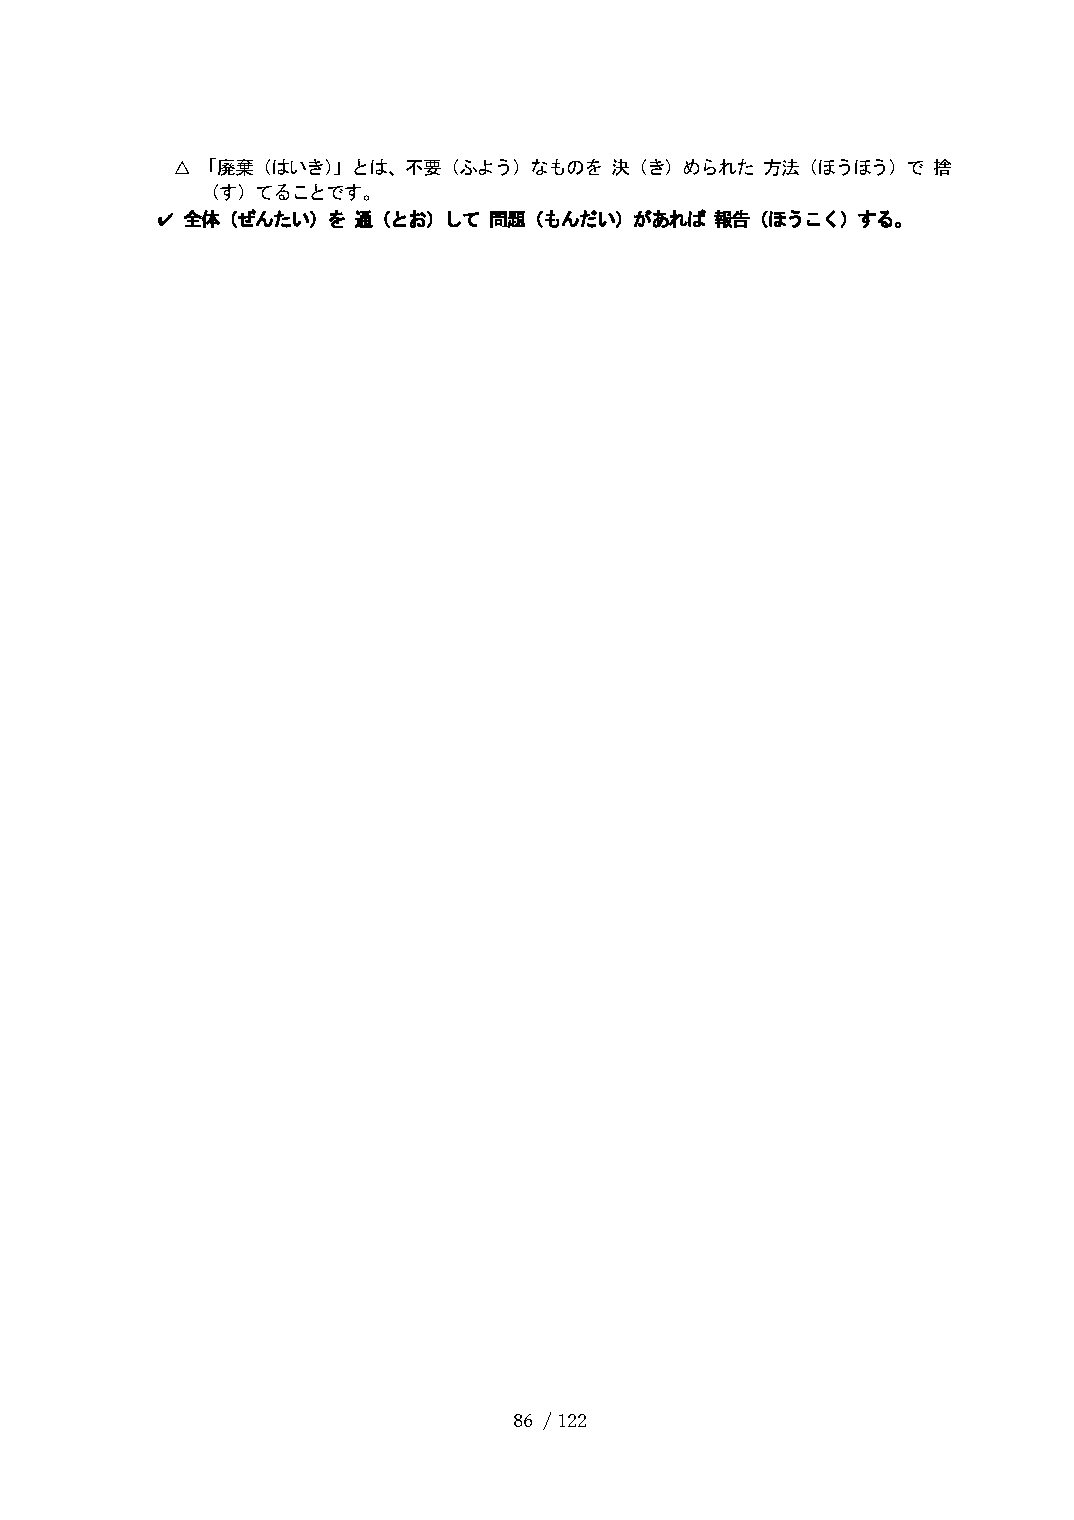 △ 「廃棄（はいき）」とは、不要（ふよう）なものを 決（き）められた 方法（ほうほう）で 捨
（す）てることです。
✔ 全体（ぜんたい）を 通（とお）して 問題（もんだい）があれば 報告（ほうこく）する。
86 / 122